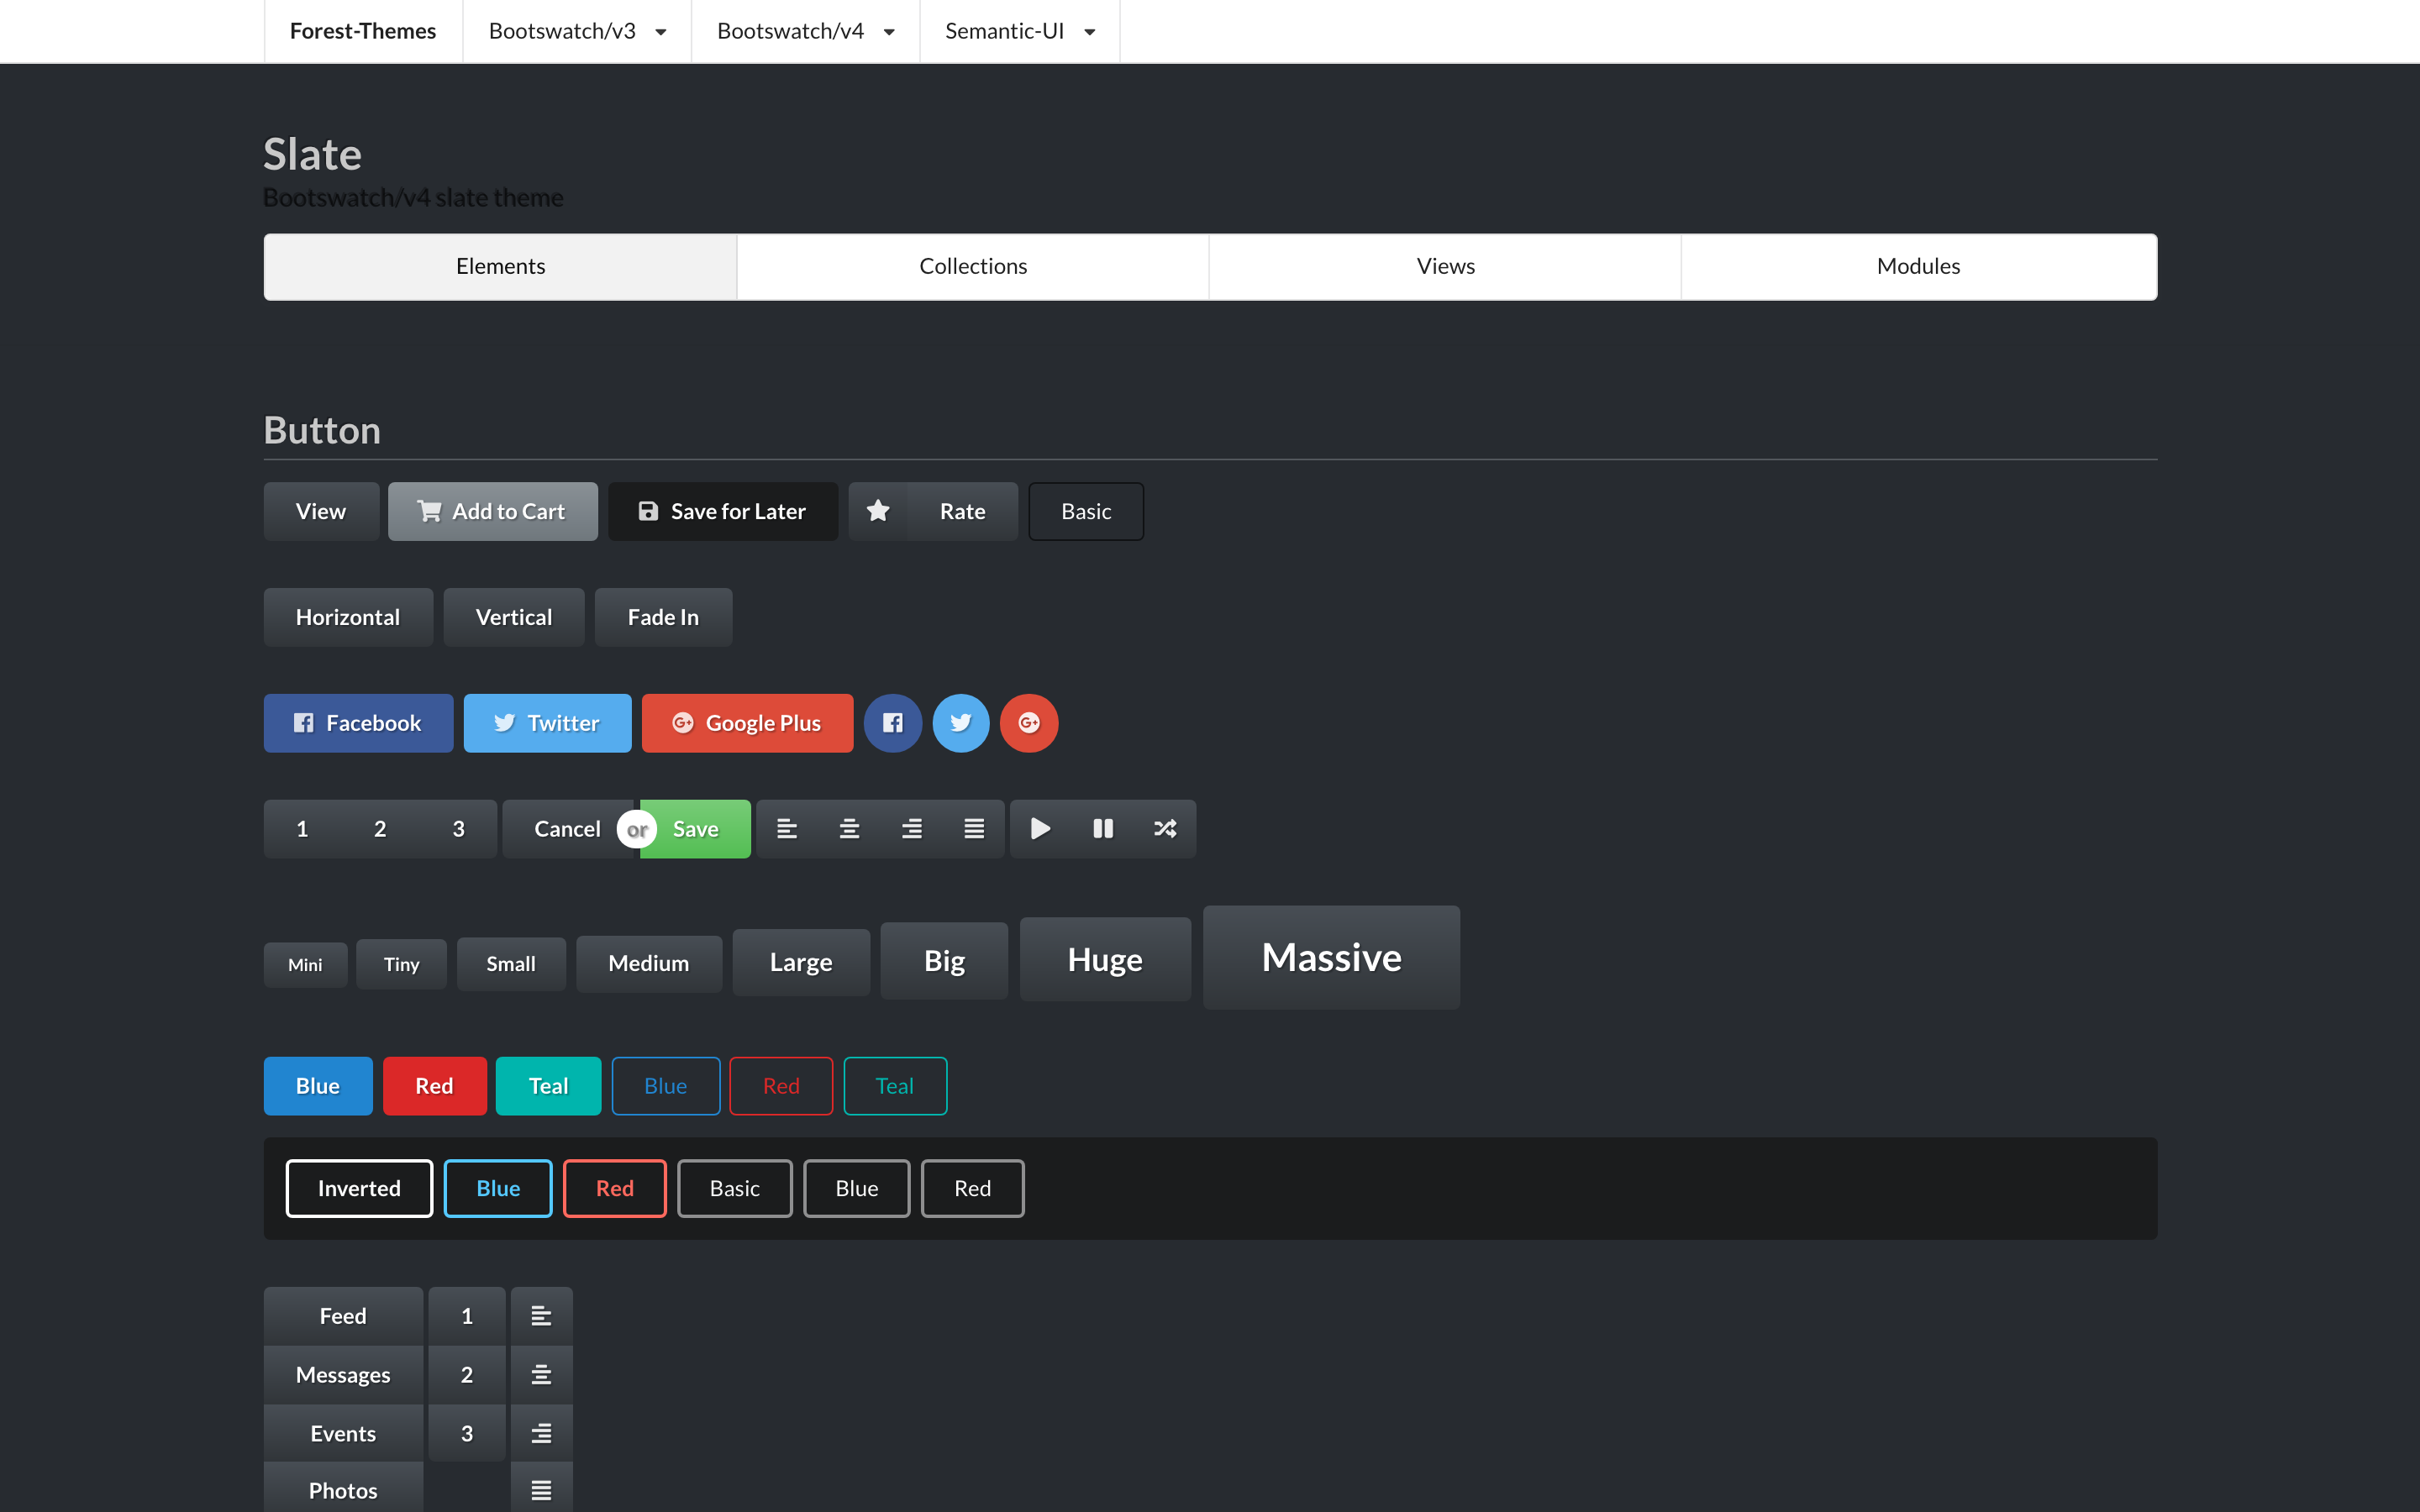 Forest-Themes Bootswatch/v3 Bootswatch/v4 Semantic-UI
Slate
Bootswatch/v4 slate theme
Elements Collections Views Modules
Button
View Add to Cart Save for Later Rate Basic
Horizontal Vertical Fade In
Facebook Twitter Google Plus
1 2 3 Cancel or Save
Mini Tiny Small Medium Large Big Huge Massive
Blue Red Teal Blue Red Teal
Inverted Blue Red Basic Blue Red
Feed 1
Messages 2
Events 3
Photos